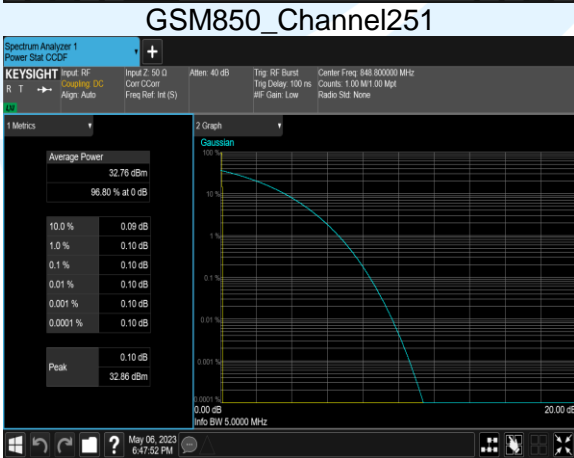 GSM850_Channel251
Spectrum Analyzer 1
Power Stat CCDF
+
KEYSIGHT Input: RF Input Z: 50 Ω Atten: 40 dB Trig: RF Burst Center Freq: 848.800000 MHz
R T Coupling: DC Corr CCorr Trig Delay: 100 ns Counts: 1.00 M/1.00 Mpt
Align: Auto Freq Ref: Int (S) #IF Gain: Low Radio Std: None
1 Metrics
2 Graph
Average Power
32.76 dBm
96.80 % at 0 dB
10.0 % 0.09 dB
1.0 % 0.10 dB
0.1 % 0.10 dB
0.01 % 0.10 dB
0.001 % 0.10 dB
0.0001 % 0.10 dB
Peak
0.10 dB
32.86 dBm
Gaussian
100 %
10 %
1 %
0.1 %
0.01 %
0.001 %
0.0001 %
0.00 dB 20.00 dB
Info BW 5.0000 MHz
? May 06, 2023
6:47:52 PM